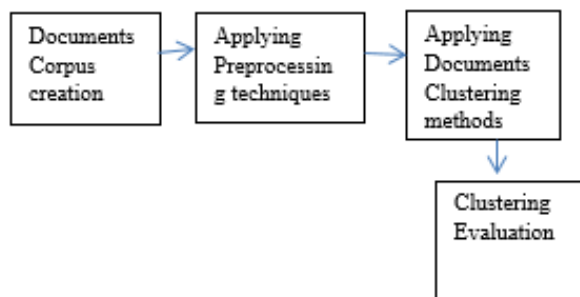 Documents
Corpus
creation
Applying
Preprocessin
g techniques
Applying
Documents
Clustering
methods
Clustering
Evaluation